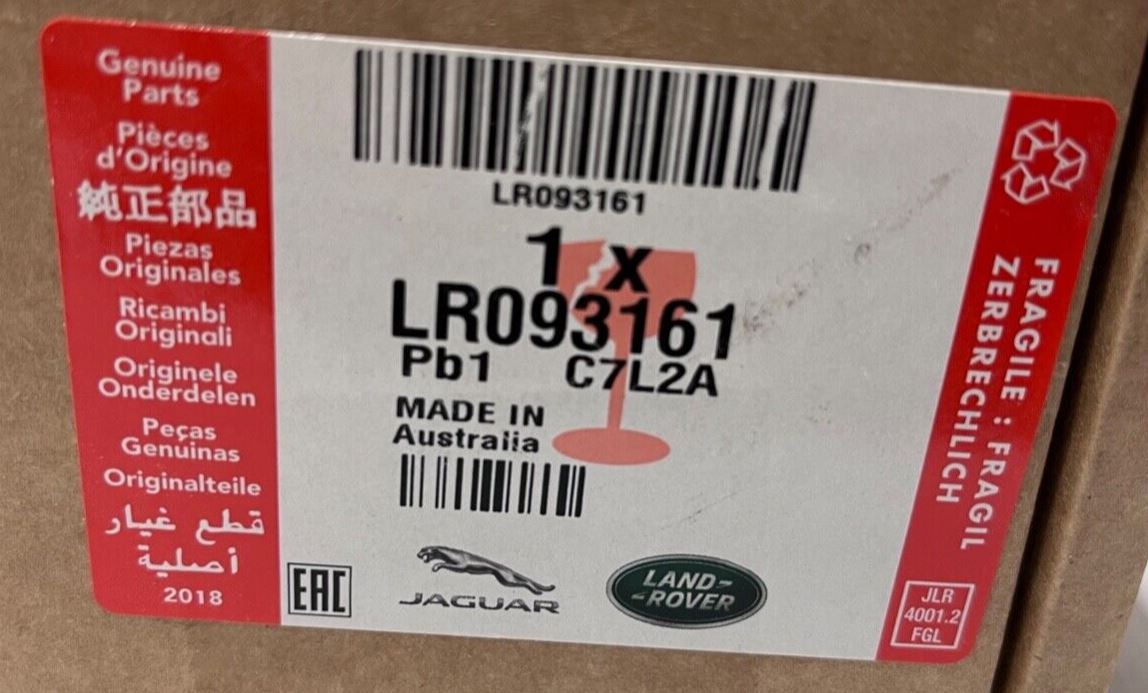 Genuine
Parts
Pièces
d'Origine
純正部品
Piezas
Originales
Ricambi
Originali
Originele
Onderdelen
Peças
Genuinas
Originalteile
قطع غيار
أصلية
2018
LR093161
1 x
LR093161
Pb1 C7L2A
MADE IN
Australia
EAC
JAGUAR
LAND-
-ROVER
FRAGILE : FRAGIL
ZERBRECHLICH
JLR
4001.2
FGL